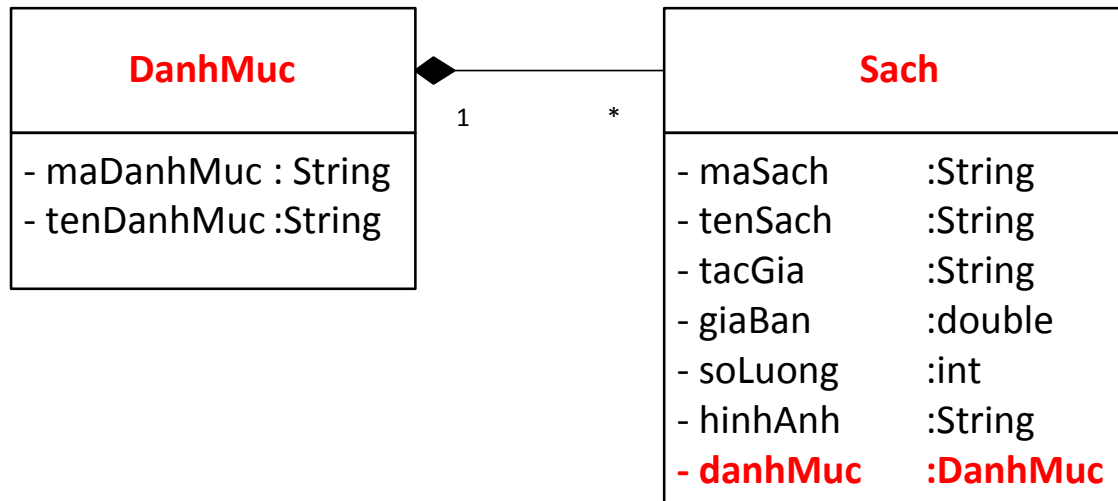 DanhMuc
- maDanhMuc : String
- tenDanhMuc :String
1
*
Sach
- maSach :String
- tenSach :String
- tacGia :String
- giaBan :double
- soLuong :int
- hinhAnh :String
- danhMuc :DanhMuc